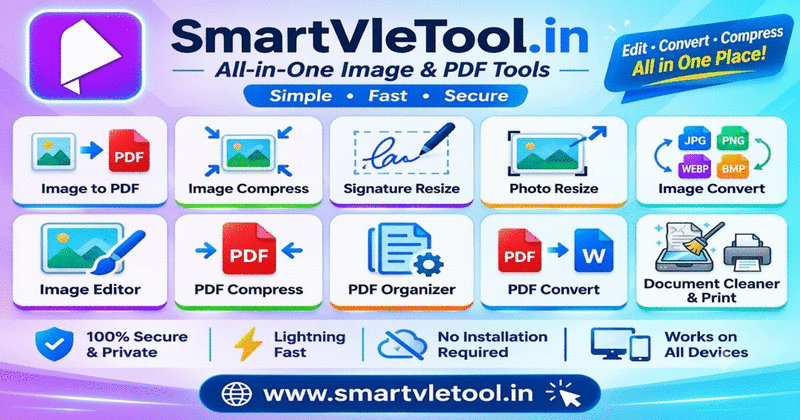 SmartVleTool.in
All-in-One Image & PDF Tools
Simple • Fast • Secure
Edit • Convert • Compress
All in One Place!
PDF
Image to PDF
Image Compress
Signature Resize
Photo Resize
JPG PNG
WEBP BMP
Image Convert
Image Editor
PDF
PDF Compress
PDF Organizer
PDF W
PDF Convert
Document Cleaner
& Print
100% Secure
& Private
Lightning
Fast
No Installation
Required
Works on
All Devices
www.smartvletool.in